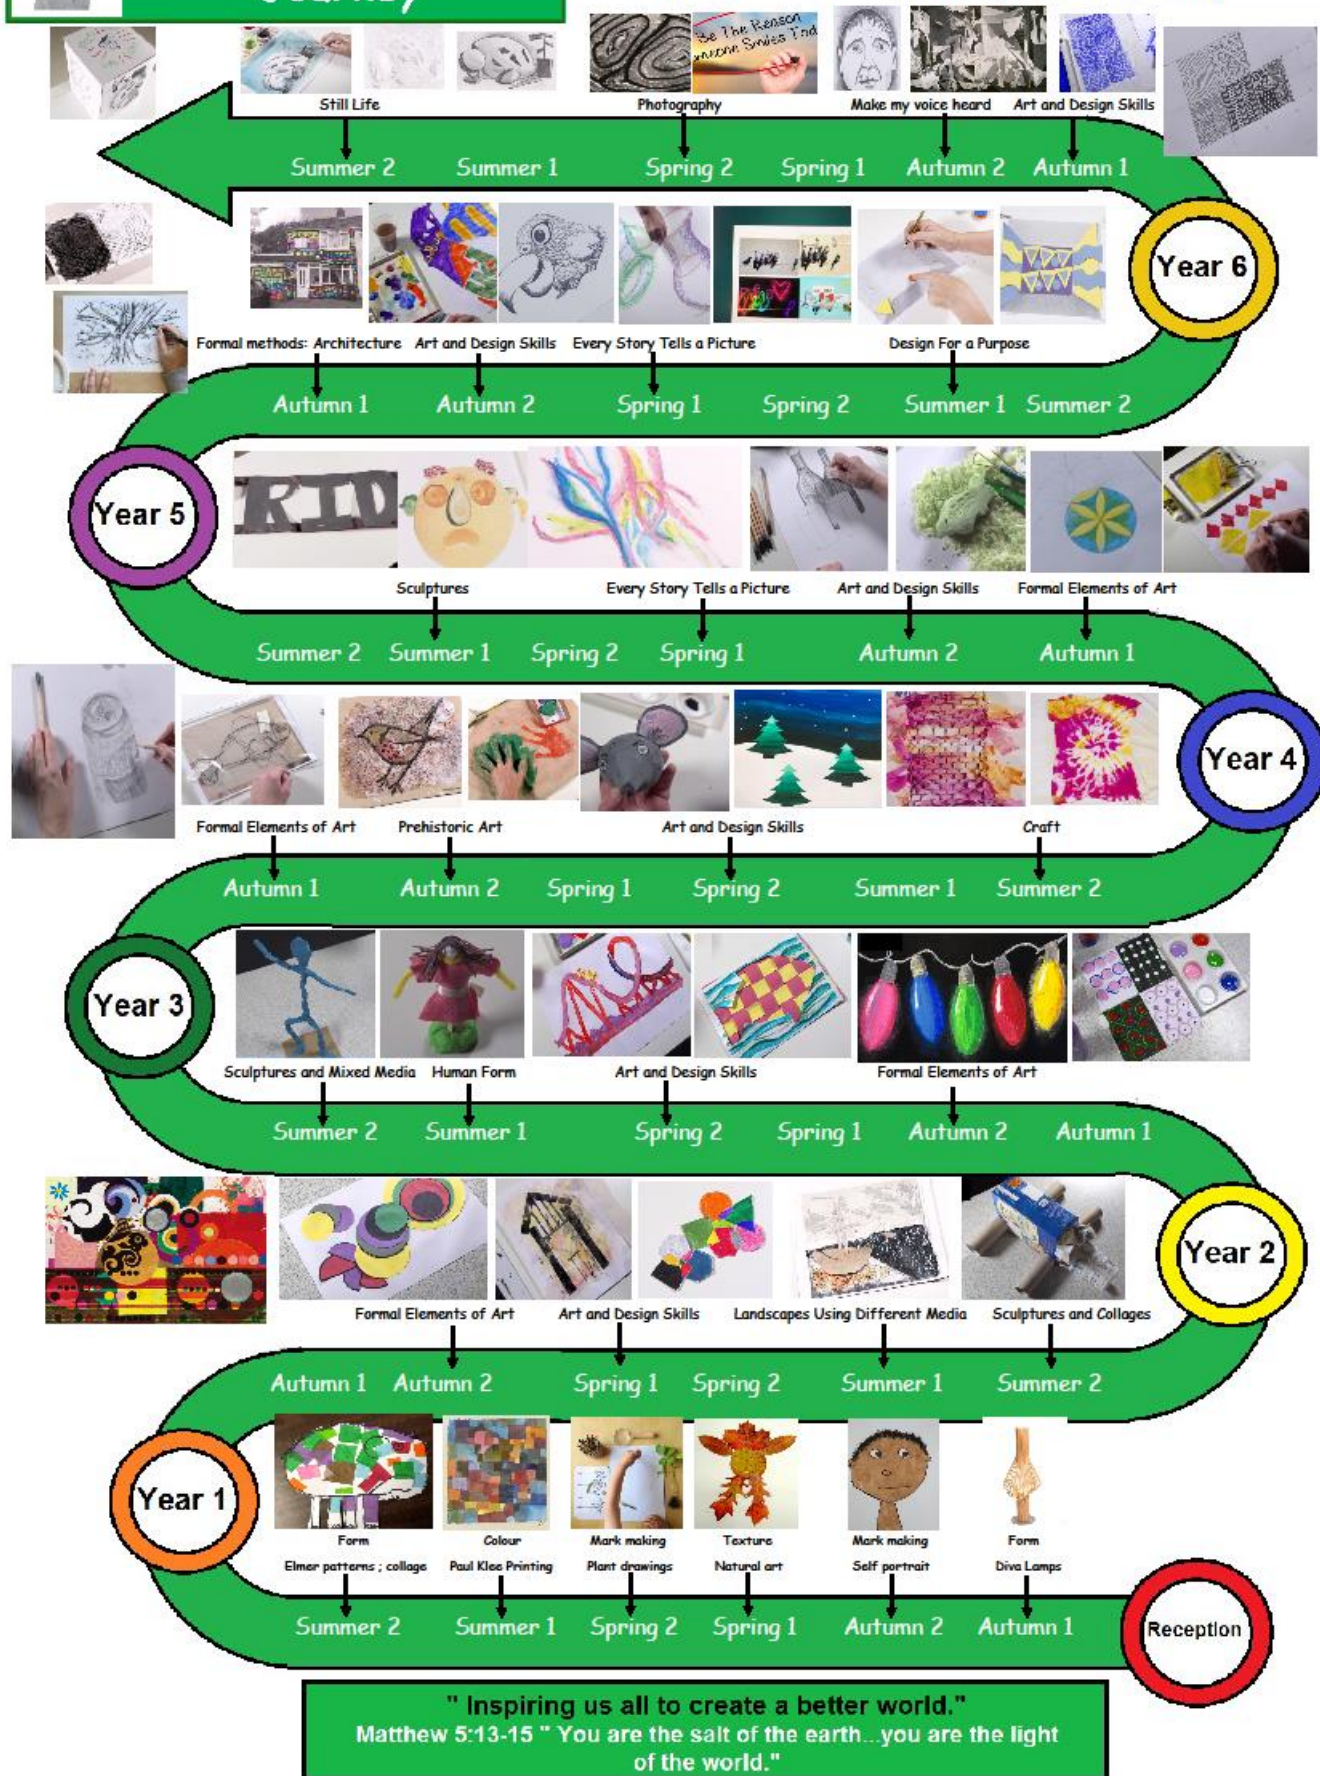 Journey
Be The Reason
Someone Smiles Tod
Still Life
Photography
Make my voice heard
Art and Design Skills
Summer 2
Summer 1
Spring 2
Spring 1
Autumn 2
Autumn 1
Year 6
Formal methods: Architecture
Art and Design Skills
Every Story Tells a Picture
Design For a Purpose
Autumn 1
Autumn 2
Spring 1
Spring 2
Summer 1
Summer 2
Year 5
RID
Sculptures
Every Story Tells a Picture
Art and Design Skills
Formal Elements of Art
Summer 2
Summer 1
Spring 2
Spring 1
Autumn 2
Autumn 1
Year 4
Formal Elements of Art
Prehistoric Art
Art and Design Skills
Craft
Autumn 1
Autumn 2
Spring 1
Spring 2
Summer 1
Summer 2
Year 3
Sculptures and Mixed Media
Human Form
Art and Design Skills
Formal Elements of Art
Summer 2
Summer 1
Spring 2
Spring 1
Autumn 2
Autumn 1
Year 2
Formal Elements of Art
Art and Design Skills
Landscapes Using Different Media
Sculptures and Collages
Autumn 1
Autumn 2
Spring 1
Spring 2
Summer 1
Summer 2
Year 1
Form
Colour
Mark making
Texture
Mark making
Form
Elmer patterns ; collage
Paul Klee Printing
Plant drawings
Natural art
Self portrait
Diva Lamps
Summer 2
Summer 1
Spring 2
Spring 1
Autumn 2
Autumn 1
Reception
" Inspiring us all to create a better world."
Matthew 5:13-15 " You are the salt of the earth...you are the light
of the world."